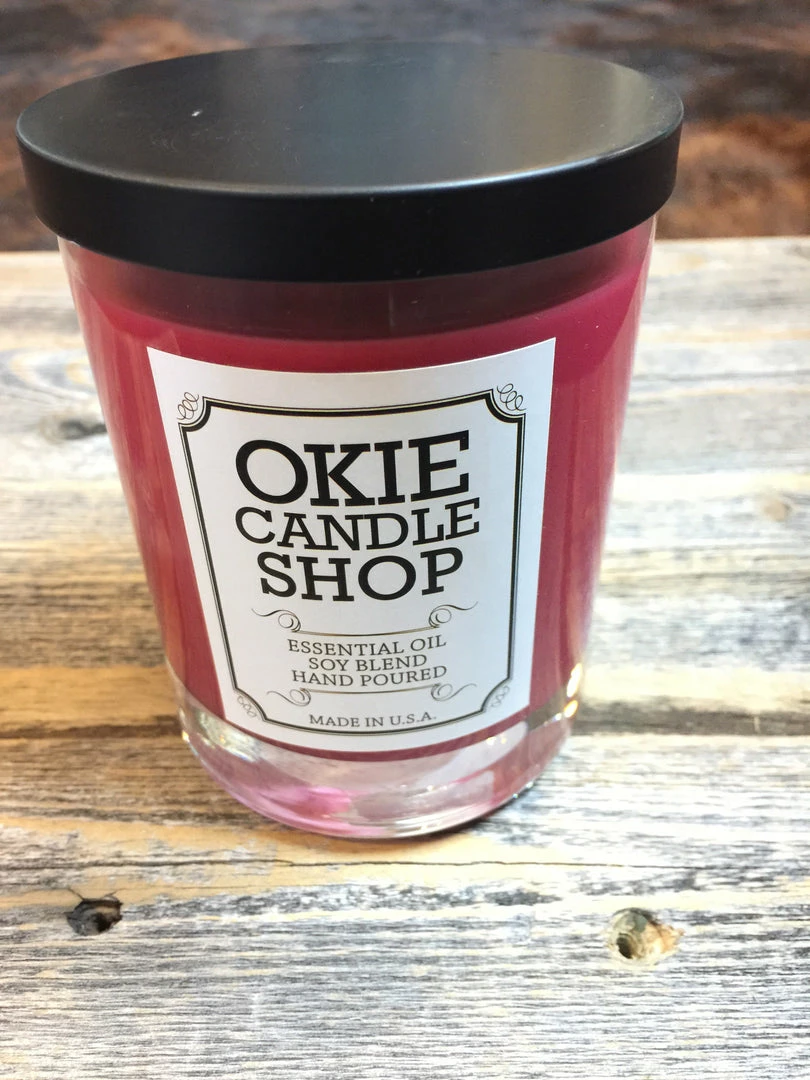 OKIE
CANDLE
SHOP
ESSENTIAL OIL
SOY BLEND
HAND POURED
MADE IN U.S.A.